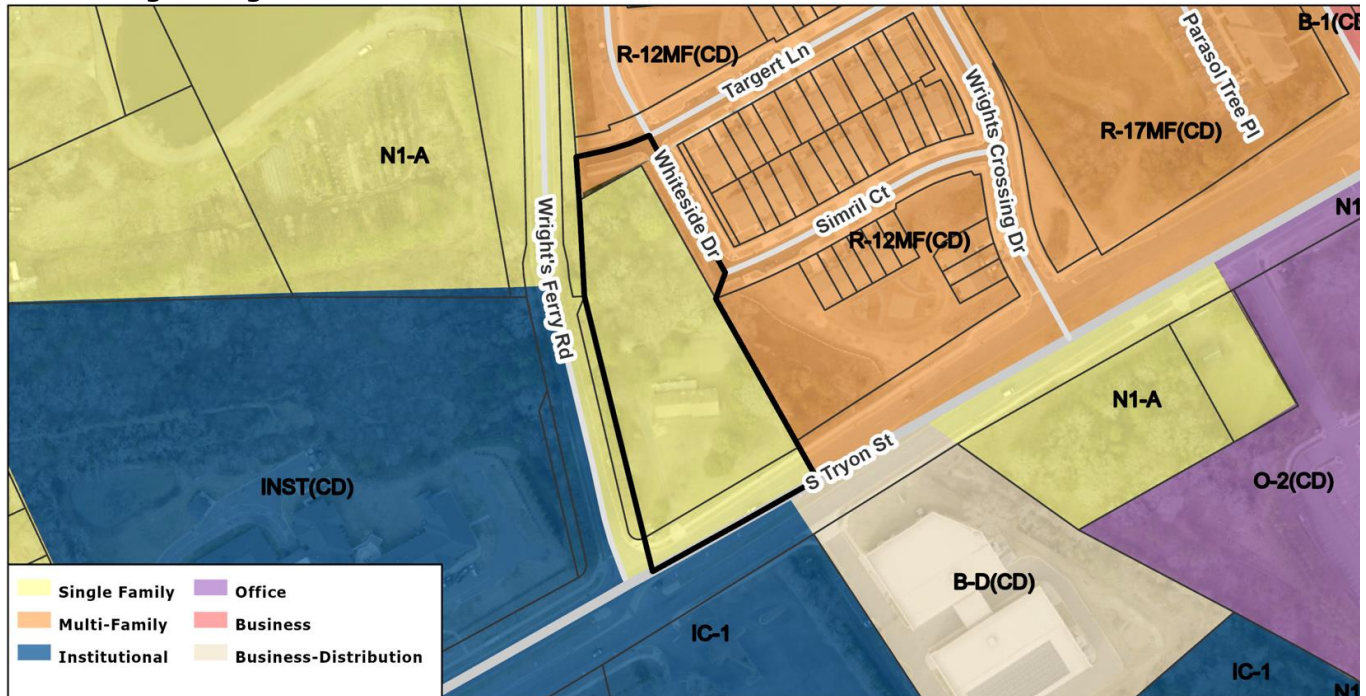 B-1(CD
R-12MF(CD)
Targert Ln
Wrights Crossing Dr
Parasol Tree Pl
R-17MF(CD)
N1-A
Whiteside Dr
Simril Ct
R-12MF(CD)
N1
Wright's Ferry Rd
N1-A
S Tryon St
O-2(CD)
INST(CD)
B-D(CD)
IC-1
IC-1
N1
Single Family
Office
Multi-Family
Business
Institutional
Business-Distribution